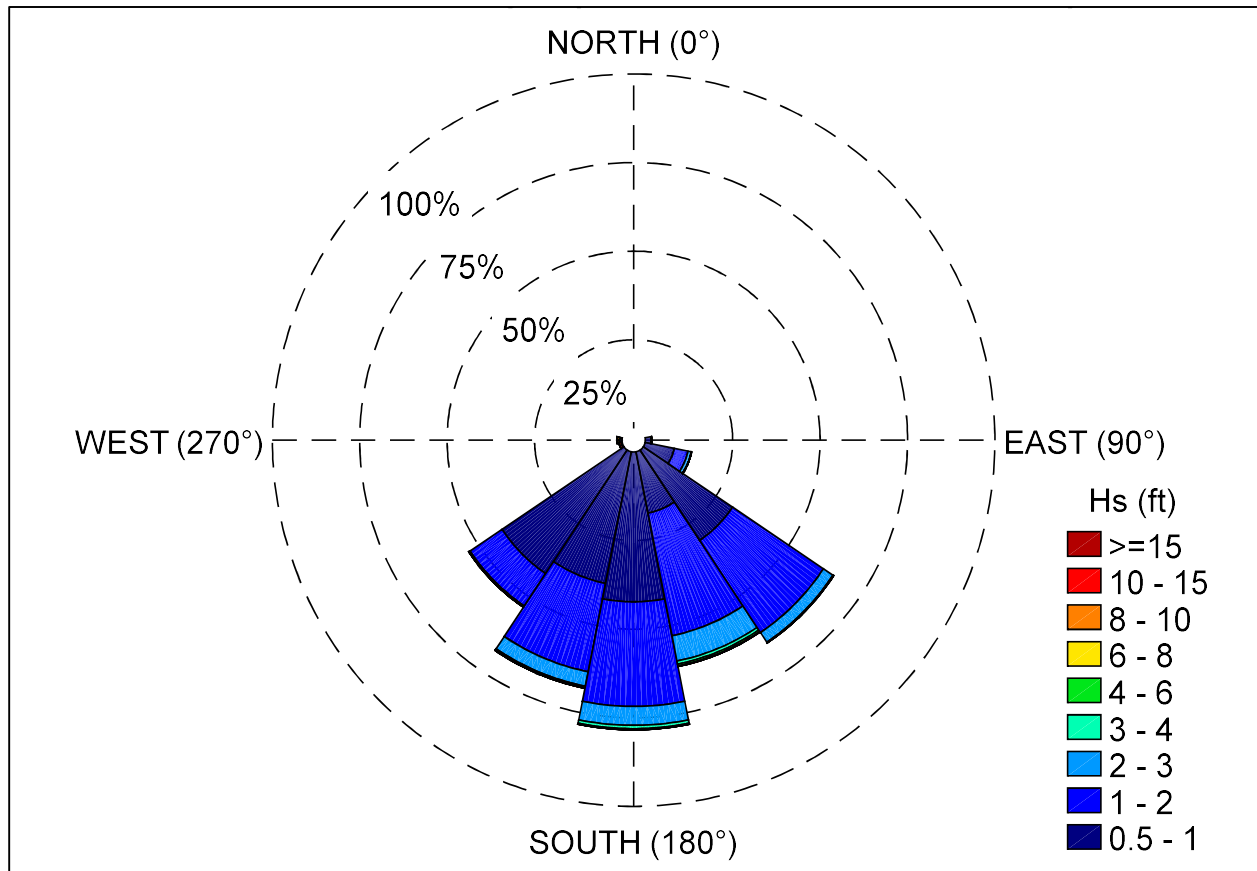 NORTH (0°)
100%
75%
50%
25%
WEST (270°)
EAST (90°)
Hs (ft)
>=15
10 - 15
8 - 10
6 - 8
4 - 6
3 - 4
2 - 3
1 - 2
0.5 - 1
SOUTH (180°)